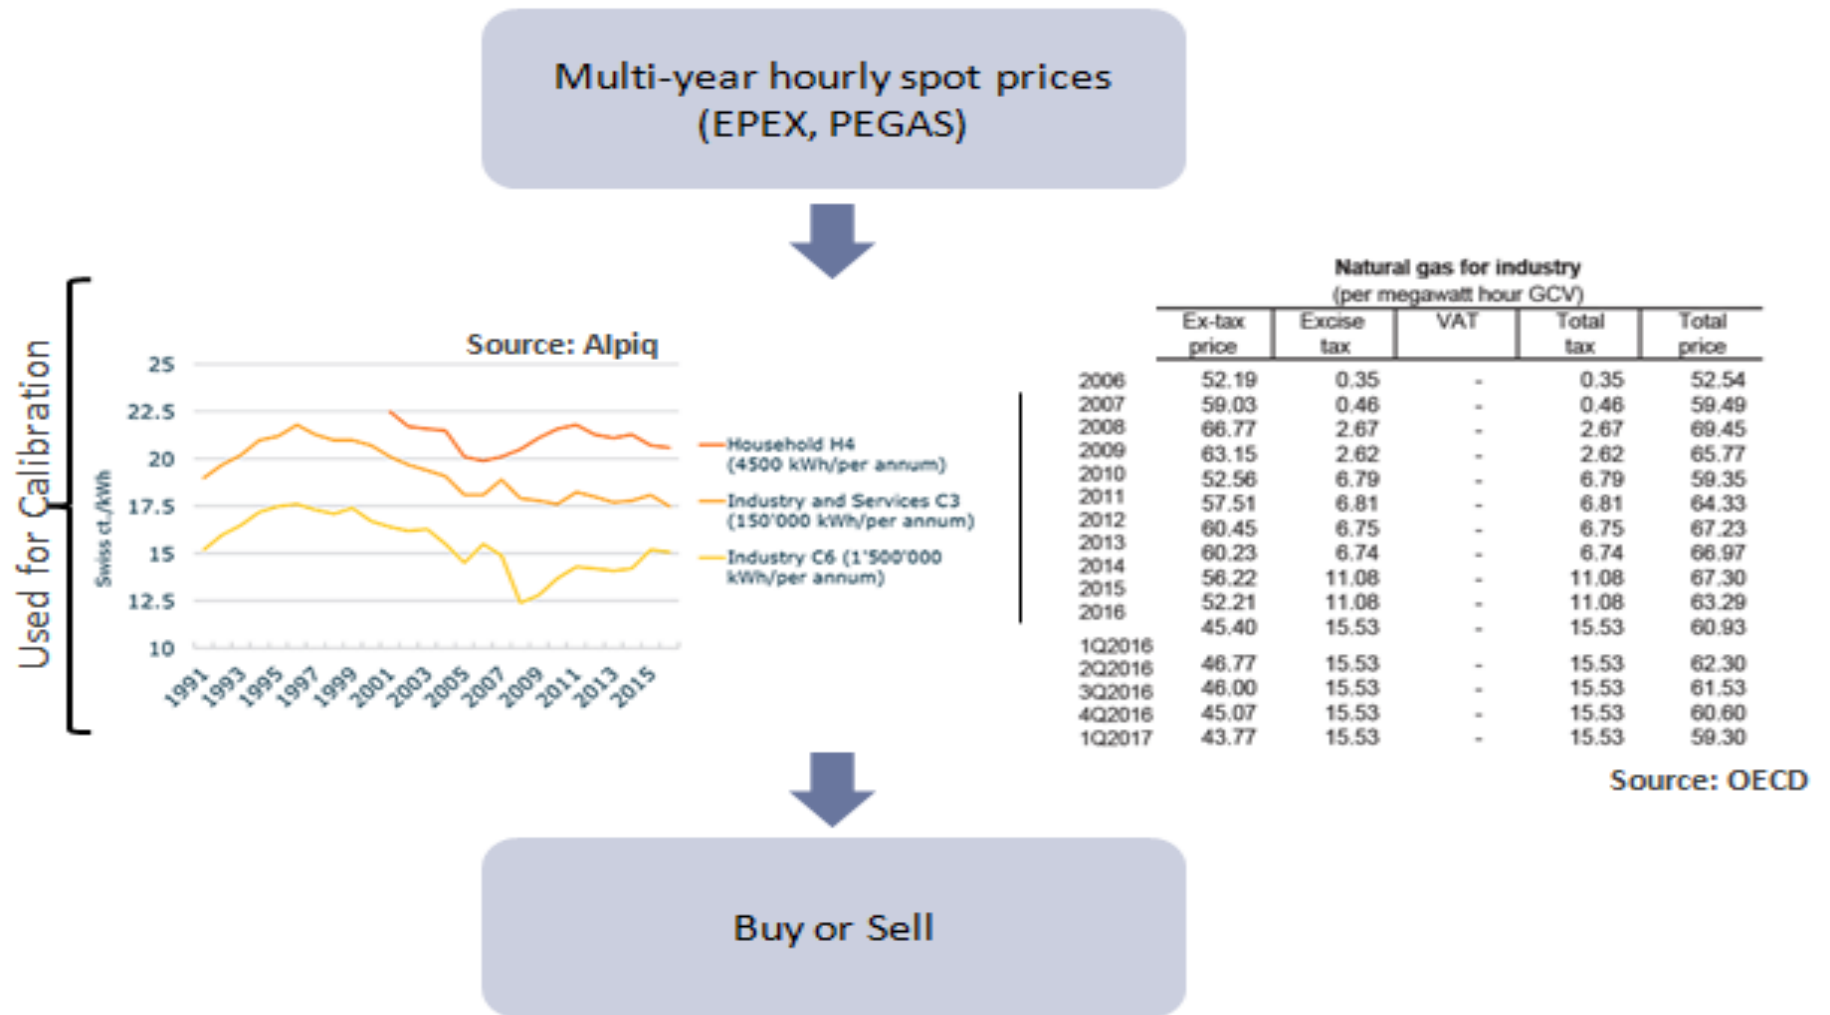 Multi-year hourly spot prices
(EPEX, PEGAS)
Used for Calibration
Source: Alpiq
Swiss ct./kWh
25
22.5
20
17.5
15
12.5
10
1991
1993
1995
1997
1999
2001
2003
2005
2007
2009
2011
2013
2015
Household H4
(4500 kWh/per annum)
Industry and Services C3
(150'000 kWh/per annum)
Industry C6 (1'500'000
kWh/per annum)
Natural gas for industry
(per megawatt hour GCV)
Ex-tax Excise VAT Total Total
price tax tax price
2006 52.19 0.35 - 0.35 52.54
2007 59.03 0.46 - 0.46 59.49
2008 66.77 2.67 - 2.67 69.45
2009 63.15 2.62 - 2.62 65.77
2010 52.56 6.79 - 6.79 59.35
2011 57.51 6.81 - 6.81 64.33
2012 60.45 6.75 - 6.75 67.23
2013 60.23 6.74 - 6.74 66.97
2014 56.22 11.08 - 11.08 67.30
2015 52.21 11.08 - 11.08 63.29
2016 45.40 15.53 - 15.53 60.93
1Q2016
2Q2016 46.77 15.53 - 15.53 62.30
3Q2016 46.00 15.53 - 15.53 61.53
4Q2016 45.07 15.53 - 15.53 60.60
1Q2017 43.77 15.53 - 15.53 59.30
Source: OECD
Buy or Sell